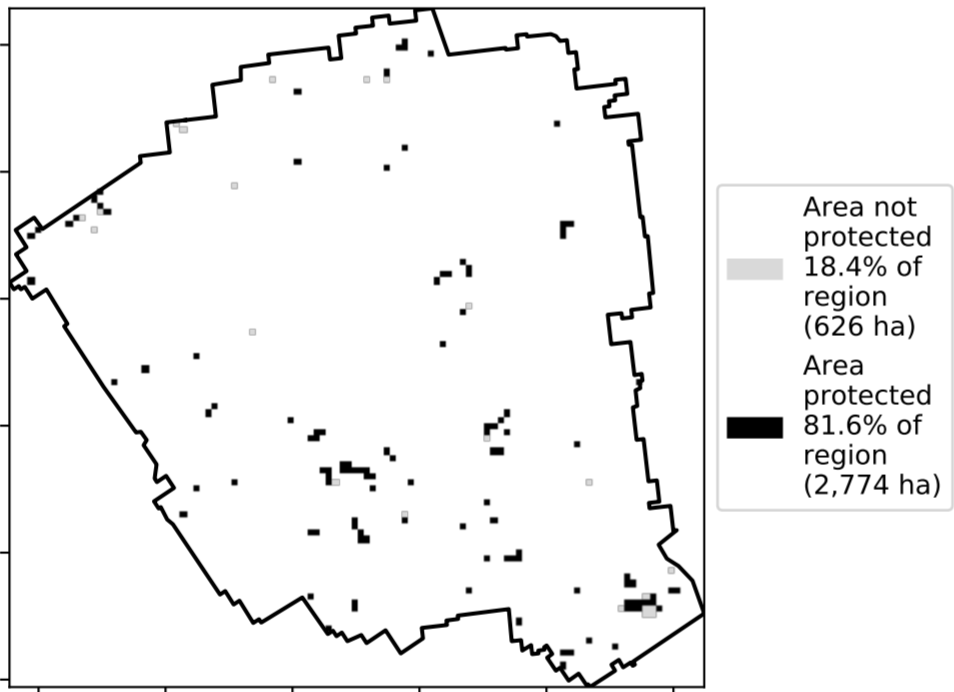 Area not
protected
18.4% of
region
(626 ha)
Area
protected
81.6% of
region
(2,774 ha)